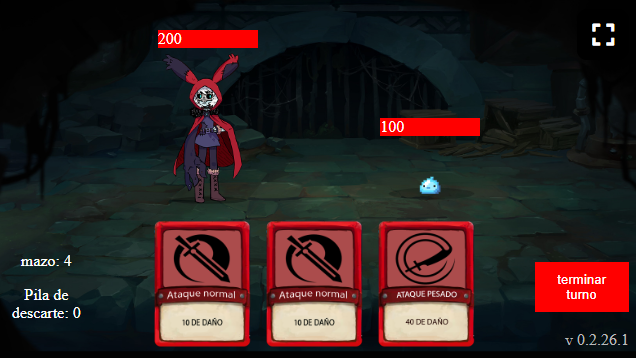 200
100
mazo: 4
Pila de
descarte: 0
Ataque normal
10 DE DAÑO
Ataque normal
10 DE DAÑO
ATAQUE PESADO
40 DE DAÑO
terminar
turno
v 0.2.26.1